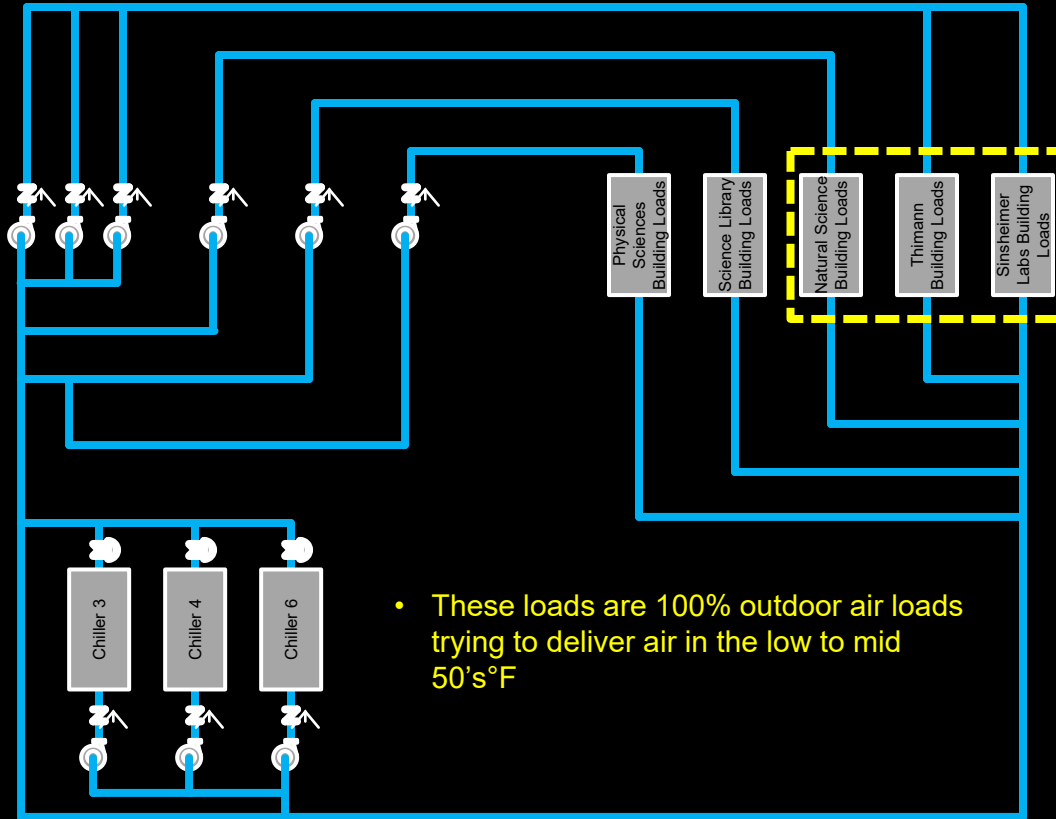 Physical
Sciences
Building Loads
Science Library
Building Loads
Natural Science
Building Loads
Thimann
Building Loads
Sinsheimer
Labs Building
Loads
Chiller 3
Chiller 4
Chiller 6
• These loads are 100% outdoor air loads
trying to deliver air in the low to mid
50's°F